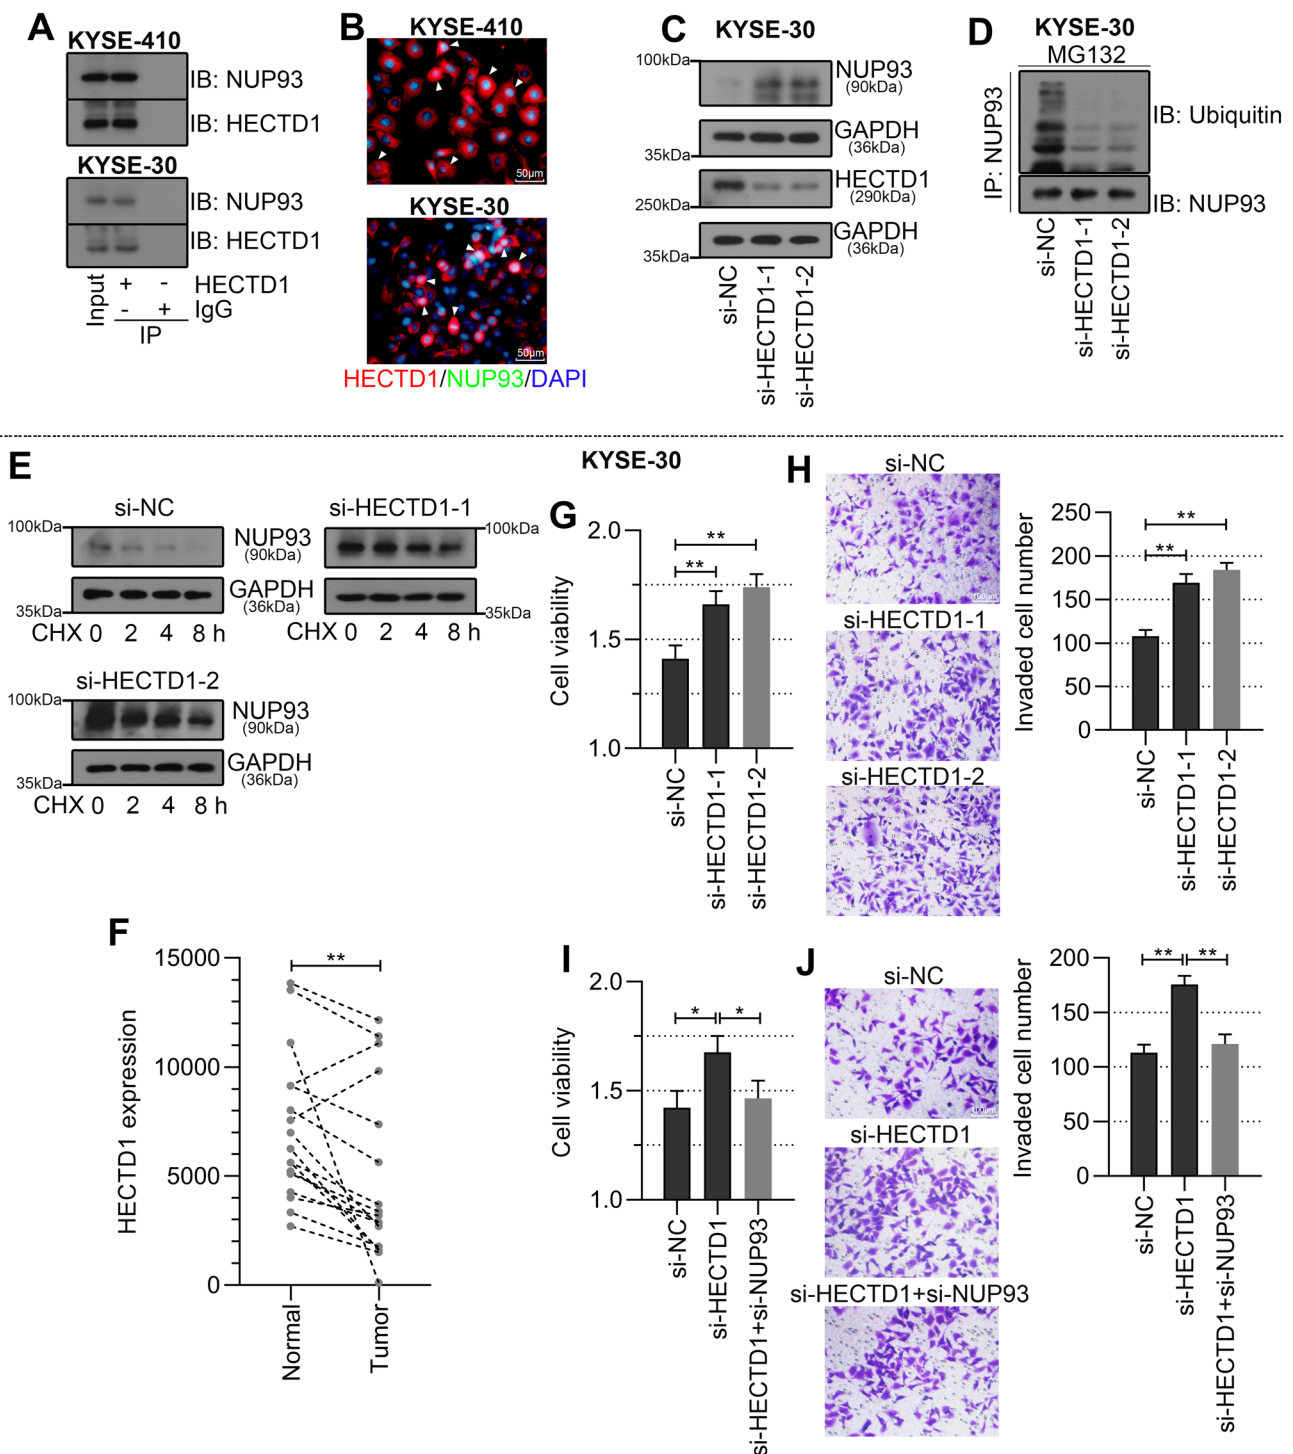 A
KYSE-410
IB: NUP93
IB: HECTD1
KYSE-30
IB: NUP93
IB: HECTD1
Input + - HECTD1
- + IgG
IP
B
KYSE-410
50μm
KYSE-30
50μm
HECTD1/NUP93/DAPI
C
KYSE-30
100kDa
NUP93
(90kDa)
GAPDH
(36kDa)
35kDa
HECTD1
(290kDa)
250kDa
GAPDH
(36kDa)
35kDa
si-NC
si-HECTD1-1
si-HECTD1-2
D
KYSE-30
MG132
IP: NUP93
IB: Ubiquitin
IB: NUP93
si-NC
si-HECTD1-1
si-HECTD1-2
E
si-NC
100kDa
NUP93
(90kDa)
GAPDH
(36kDa)
35kDa
CHX 0 2 4 8 h
si-HECTD1-1
100kDa
35kDa
CHX 0 2 4 8 h
si-HECTD1-2
100kDa
NUP93
(90kDa)
GAPDH
(36kDa)
35kDa
CHX 0 2 4 8 h
F
HECTD1 expression
15000
10000
5000
0
**
Normal
Tumor
KYSE-30
G
Cell viability
2.0
1.5
1.0
**
**
si-NC
si-HECTD1-1
si-HECTD1-2
H
si-NC
100μm
si-HECTD1-1
si-HECTD1-2
Invaded cell number
250
200
150
100
50
0
**
**
si-NC
si-HECTD1-1
si-HECTD1-2
I
Cell viability
2.0
1.5
1.0
* *
si-NC
si-HECTD1
si-HECTD1+si-NUP93
J
si-NC
100μm
si-HECTD1
si-HECTD1+si-NUP93
Invaded cell number
200
150
100
50
0
** **
si-NC
si-HECTD1
si-HECTD1+si-NUP93